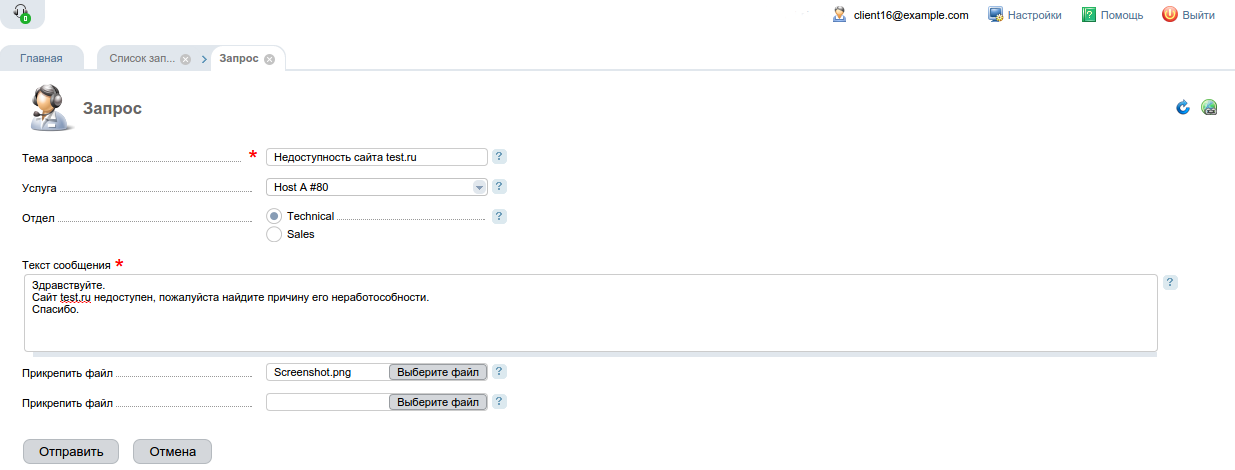 0
client16@example.com Настройки Помощь Выйти
Главная Список зап... Запрос
Запрос
Тема запроса * Недоступность сайта test.ru ?
Услуга Host A #80 ?
Отдел Technical ?
Sales
Текст сообщения *
Здравствуйте. ?
Сайт test.ru недоступен, пожалуйста найдите причину его неработособности.
Спасибо.
Прикрепить файл Screenshot.png Выберите файл ?
Прикрепить файл Выберите файл ?
Отправить Отмена